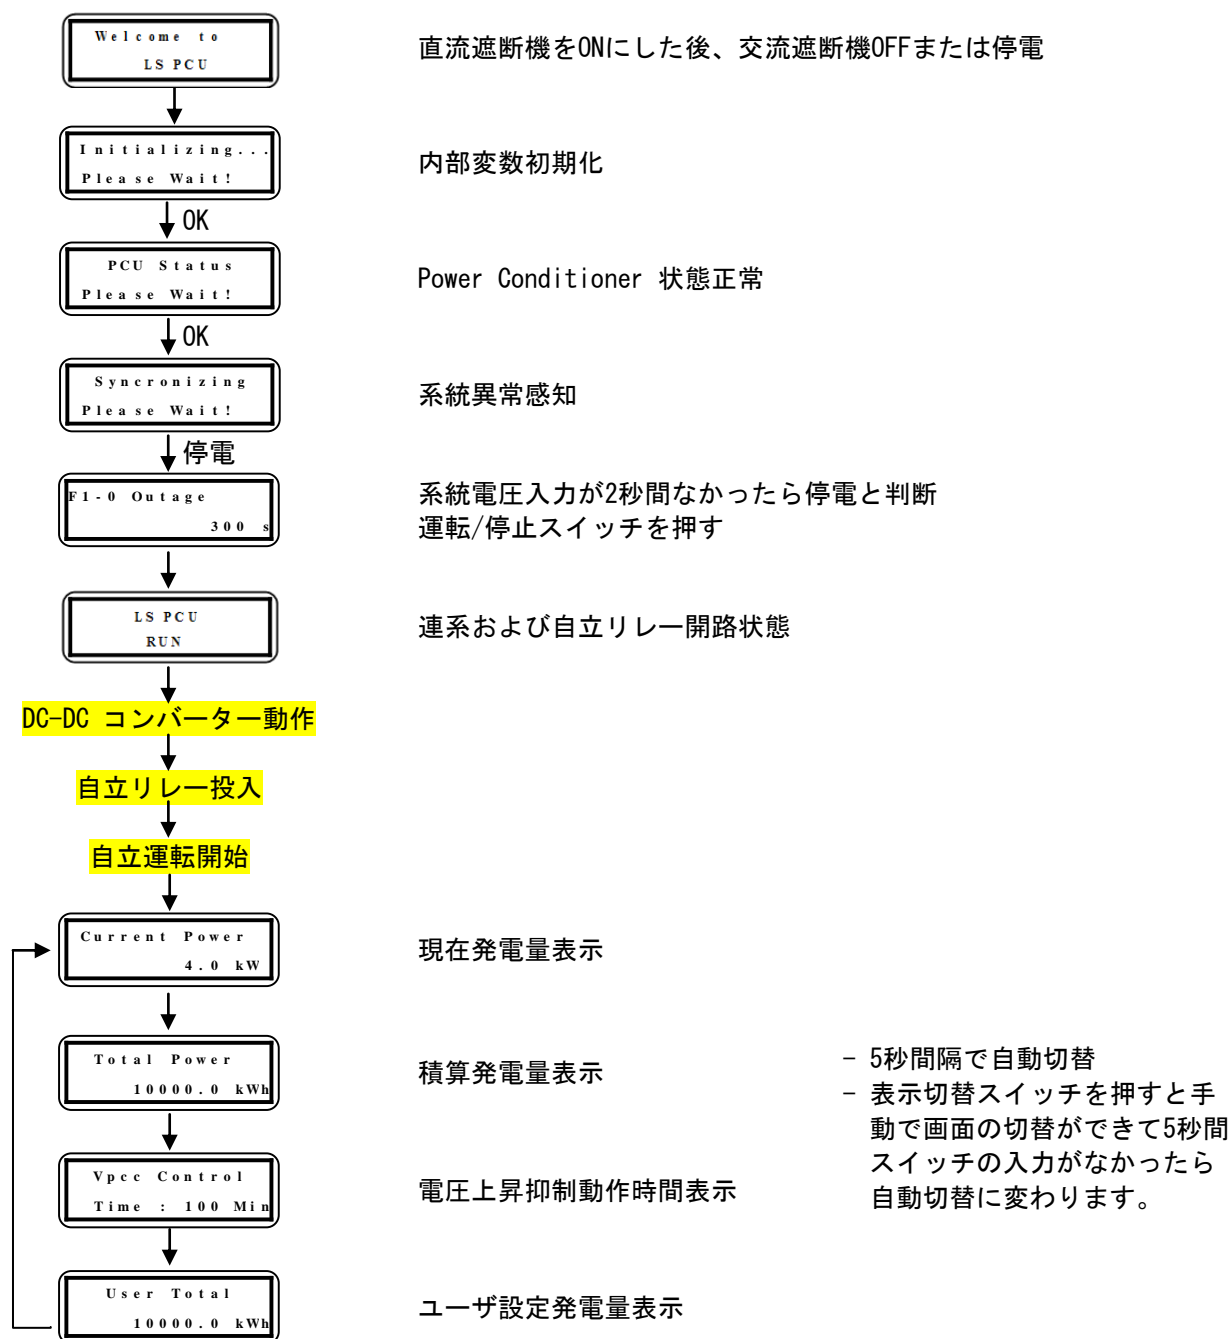 Welcome to
LS PCU
直流遮断機をONにした後、交流遮断機OFFまたは停電
Initializing...
Please Wait!
内部変数初期化
OK
PCU Status
Please Wait!
Power Conditioner 状態正常
OK
Syncronizing
Please Wait!
系統異常感知
停電
F1-0 Outage
300 s
系統電圧入力が2秒間なかったら停電と判断
運転/停止スイッチを押す
LS PCU
RUN
連系および自立リレー開路状態
DC-DC コンバーター動作
自立リレー投入
自立運転開始
Current Power
4.0 kW
現在発電量表示
Total Power
10000.0 kWh
積算発電量表示
- 5秒間隔で自動切替
- 表示切替スイッチを押すと手
動で画面の切替ができて5秒間
スイッチの入力がなかったら
自動切替に変わります。
Vpcc Control
Time : 100 Min
電圧上昇抑制動作時間表示
User Total
10000.0 kWh
ユーザ設定発電量表示